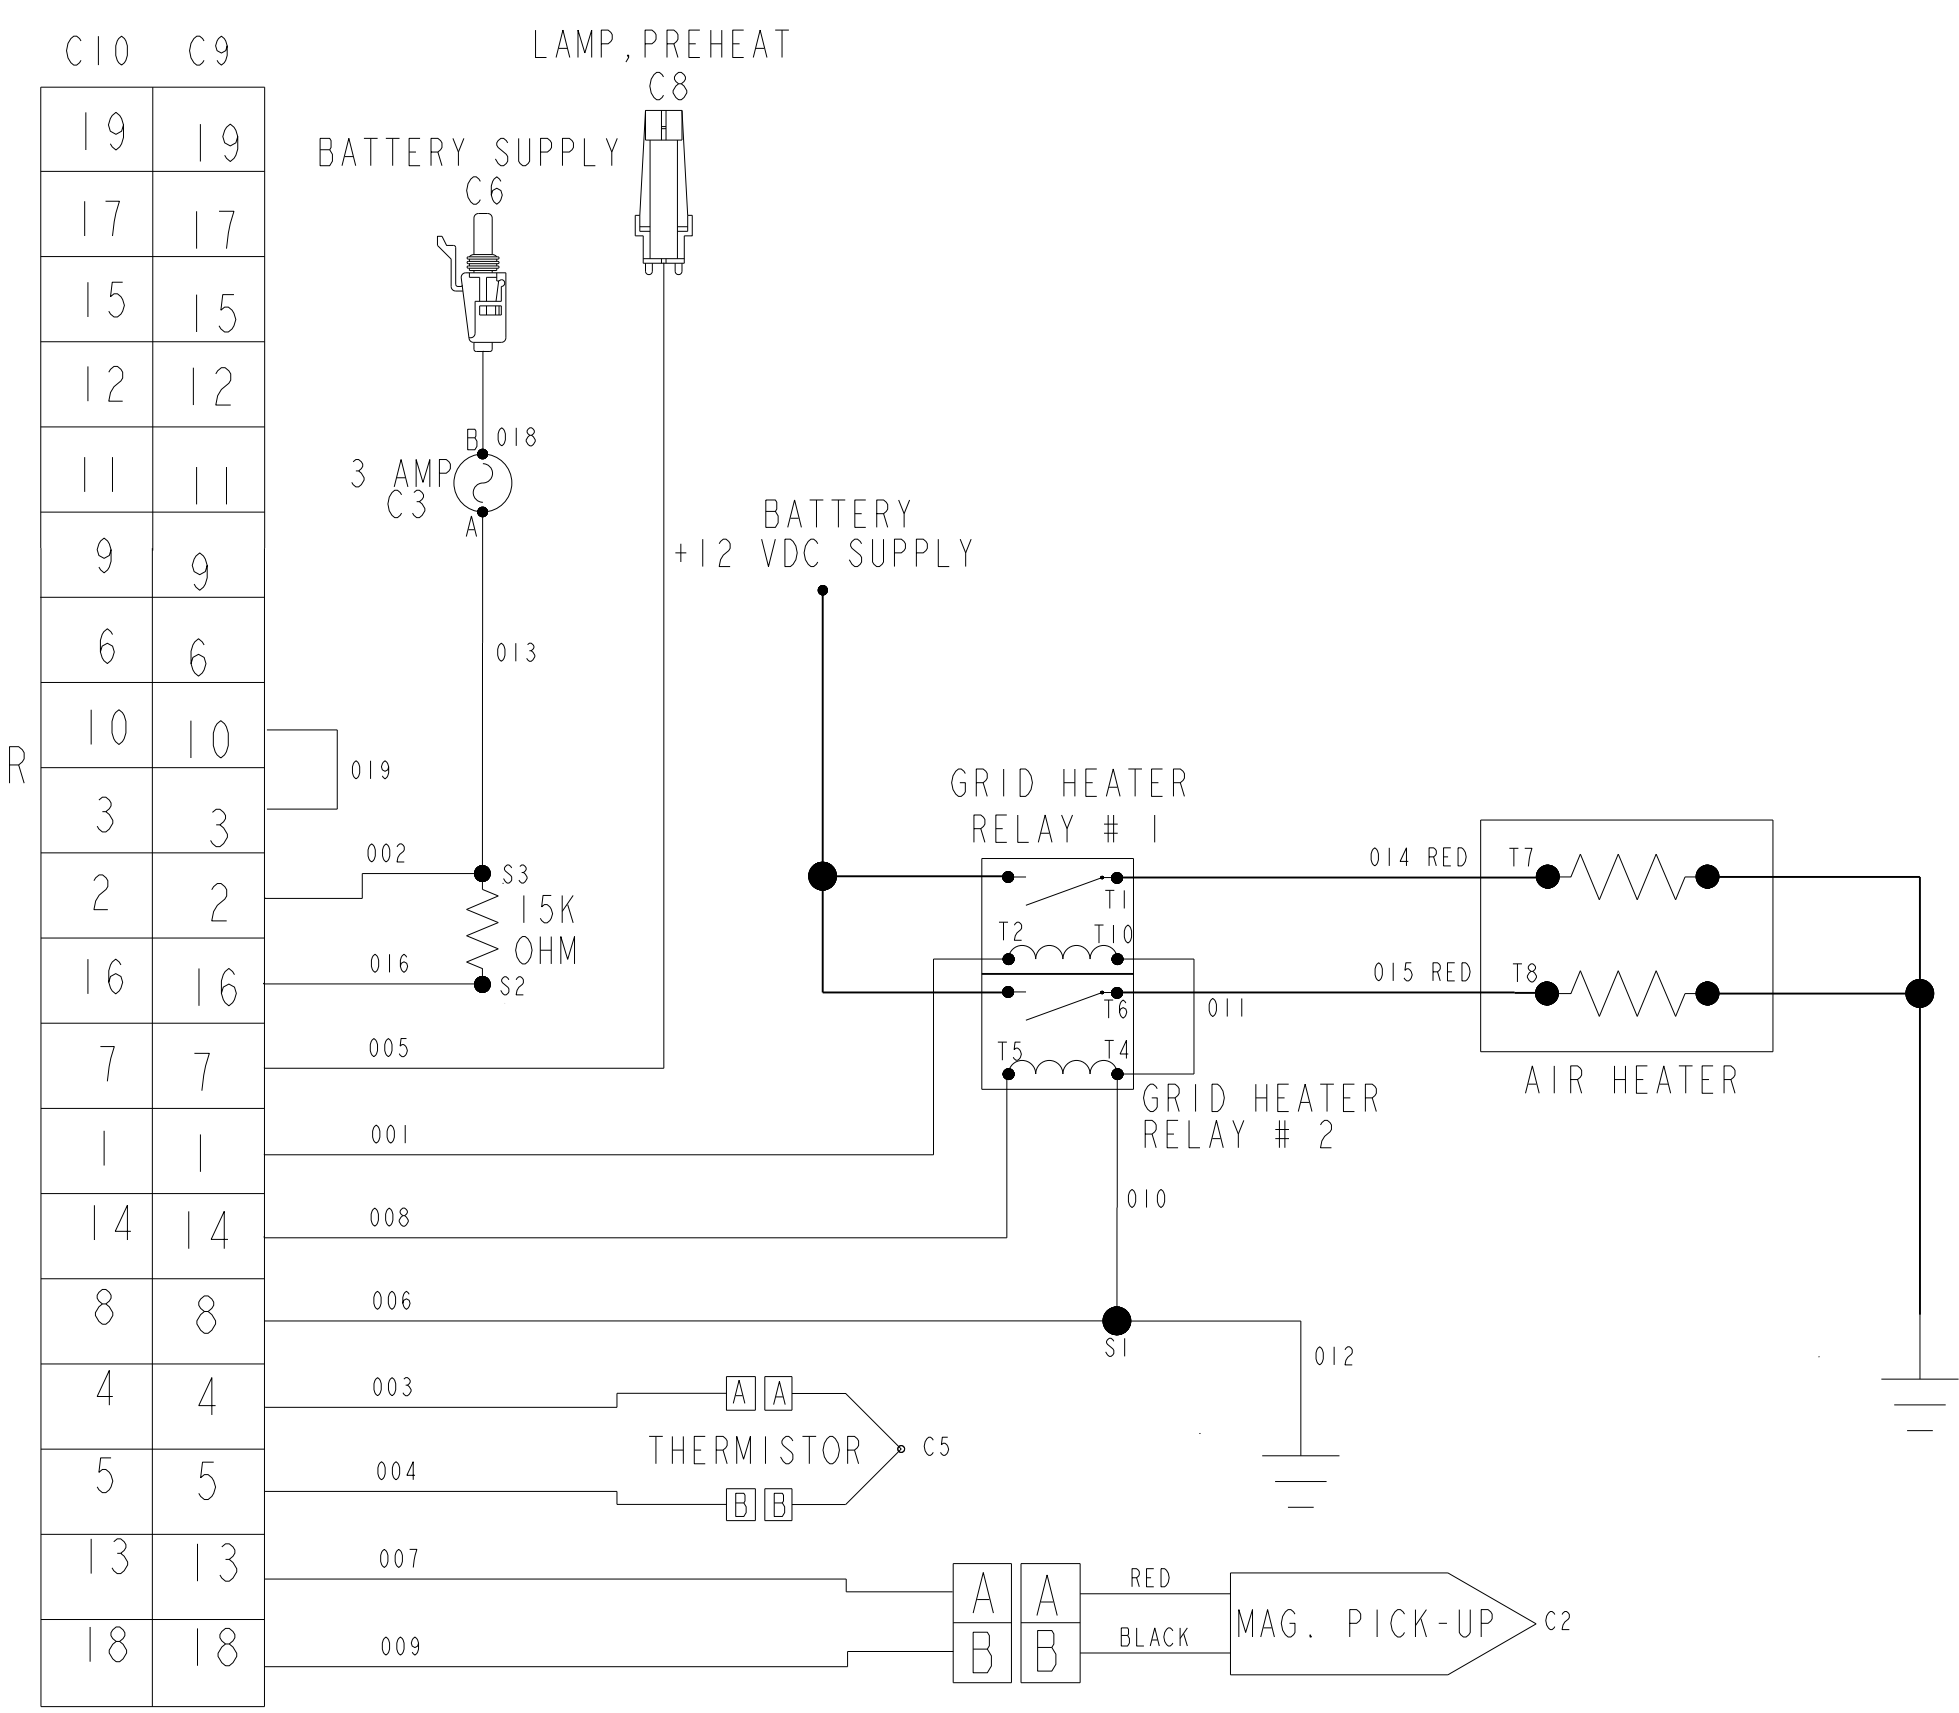 C10 C9
LAMP,PREHEAT
C8
BATTERY SUPPLY
C6
19 19
17 17
15 15
12 12
11 11
9 9
6 6
10 10
3 3
2 2
16 16
7 7
1 1
14 14
8 8
4 4
5 5
13 13
18 18
R
B 018
3 AMP
C3
A
013
BATTERY
+12 VDC SUPPLY
019
002
S3
15K
OHM
016
S2
005
001
008
006
003
004
007
009
GRID HEATER
RELAY # 1
T1
T2 T10
T6
T5 T4
011
GRID HEATER
RELAY # 2
014 RED T7
015 RED T8
AIR HEATER
010
S1
012
A A
THERMISTOR C5
B B
A A RED
B B BLACK
MAG. PICK-UP C2